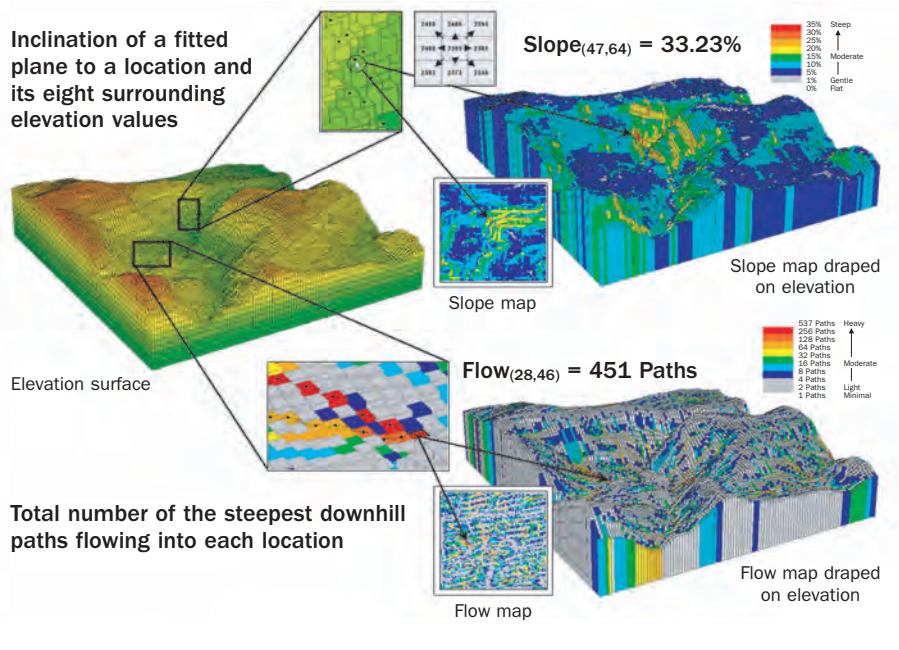 Inclination of a fitted
plane to a location and
its eight surrounding
elevation values
Slope(47,64) = 33.23%
35% Steep
30%
25%
20%
15% Moderate
10%
5%
1% Gentle
0% Flat
Slope map
Slope map draped
on elevation
Elevation surface
Flow(28,46) = 451 Paths
537 Paths Heavy
256 Paths
128 Paths
64 Paths
32 Paths
16 Paths Moderate
8 Paths
4 Paths
2 Paths Light
1 Paths Minimal
Total number of the steepest downhill
paths flowing into each location
Flow map
Flow map draped
on elevation